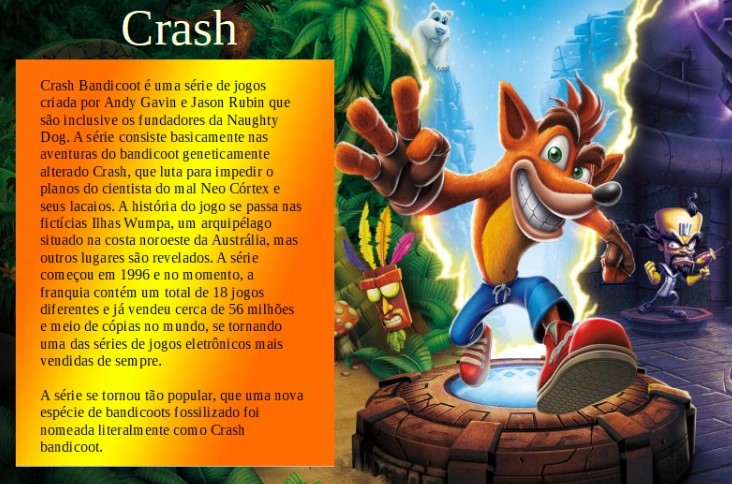 Crash
Crash Bandicoot é uma série de jogos
criada por Andy Gavin e Jason Rubin que
são inclusive os fundadores da Naughty
Dog. A série consiste basicamente nas
aventuras do bandicoot geneticamente
alterado Crash, que luta para impedir o
planos do cientista do mal Neo Córtex e
seus lacaios. A história do jogo se passa nas
fictícias Ilhas Wumpa, um arquipélago
situado na costa noroeste da Austrália, mas
outros lugares são revelados. A série
começou em 1996 e no momento, a
franquia contém um total de 18 jogos
diferentes e já vendeu cerca de 56 milhões
e meio de cópias no mundo, se tornando
uma das séries de jogos eletrônicos mais
vendidas de sempre.
A série se tornou tão popular, que uma nova
espécie de bandicoots fossilizado foi
nomeada literalmente como Crash
bandicoot.